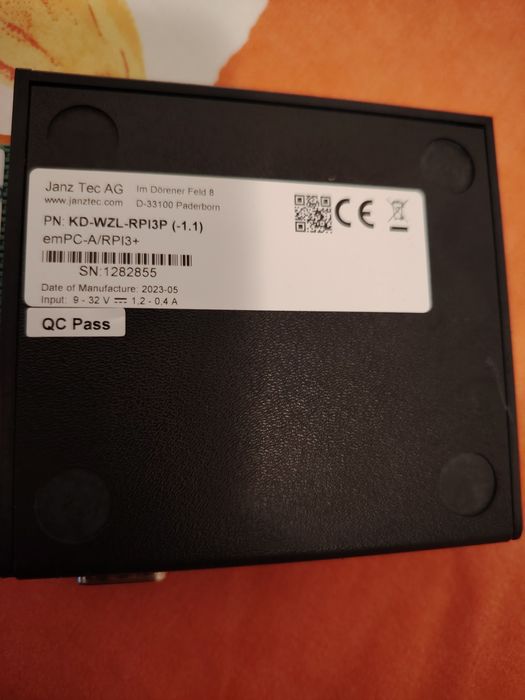 Janz Tec AG Im Dörener Feld 8
www.janztec.com D-33100 Paderborn
PN: KD-WZL-RPI3P (-1.1)
emPC-A/RPI3+
SN:1282855
Date of Manufacture: 2023-05
Input: 9 - 32 V ⎓ 1,2 - 0,4 A
CE
QC Pass